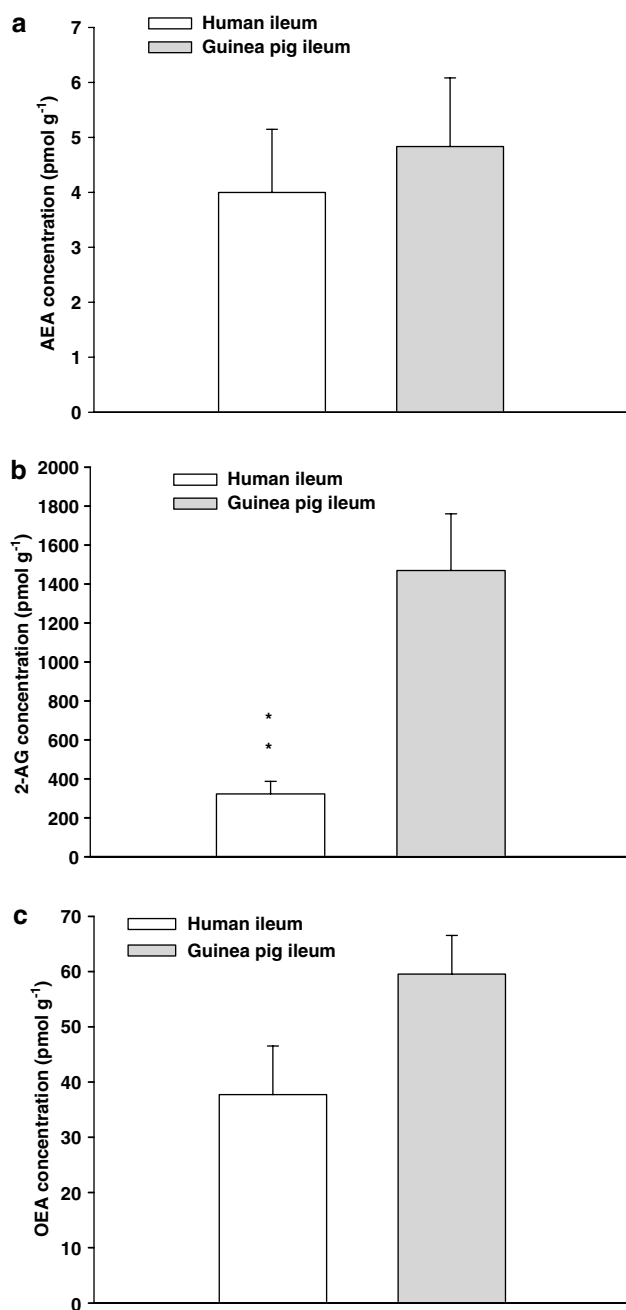 a
Human ileum
Guinea pig ileum
AEA concentration (pmol g⁻¹)
7
6
5
4
3
2
1
0
b
Human ileum
Guinea pig ileum
2-AG concentration (pmol g⁻¹)
2000
1800
1600
1400
1200
1000
800
600
400
200
0
*
*
c
Human ileum
Guinea pig ileum
OEA concentration (pmol g⁻¹)
70
60
50
40
30
20
10
0